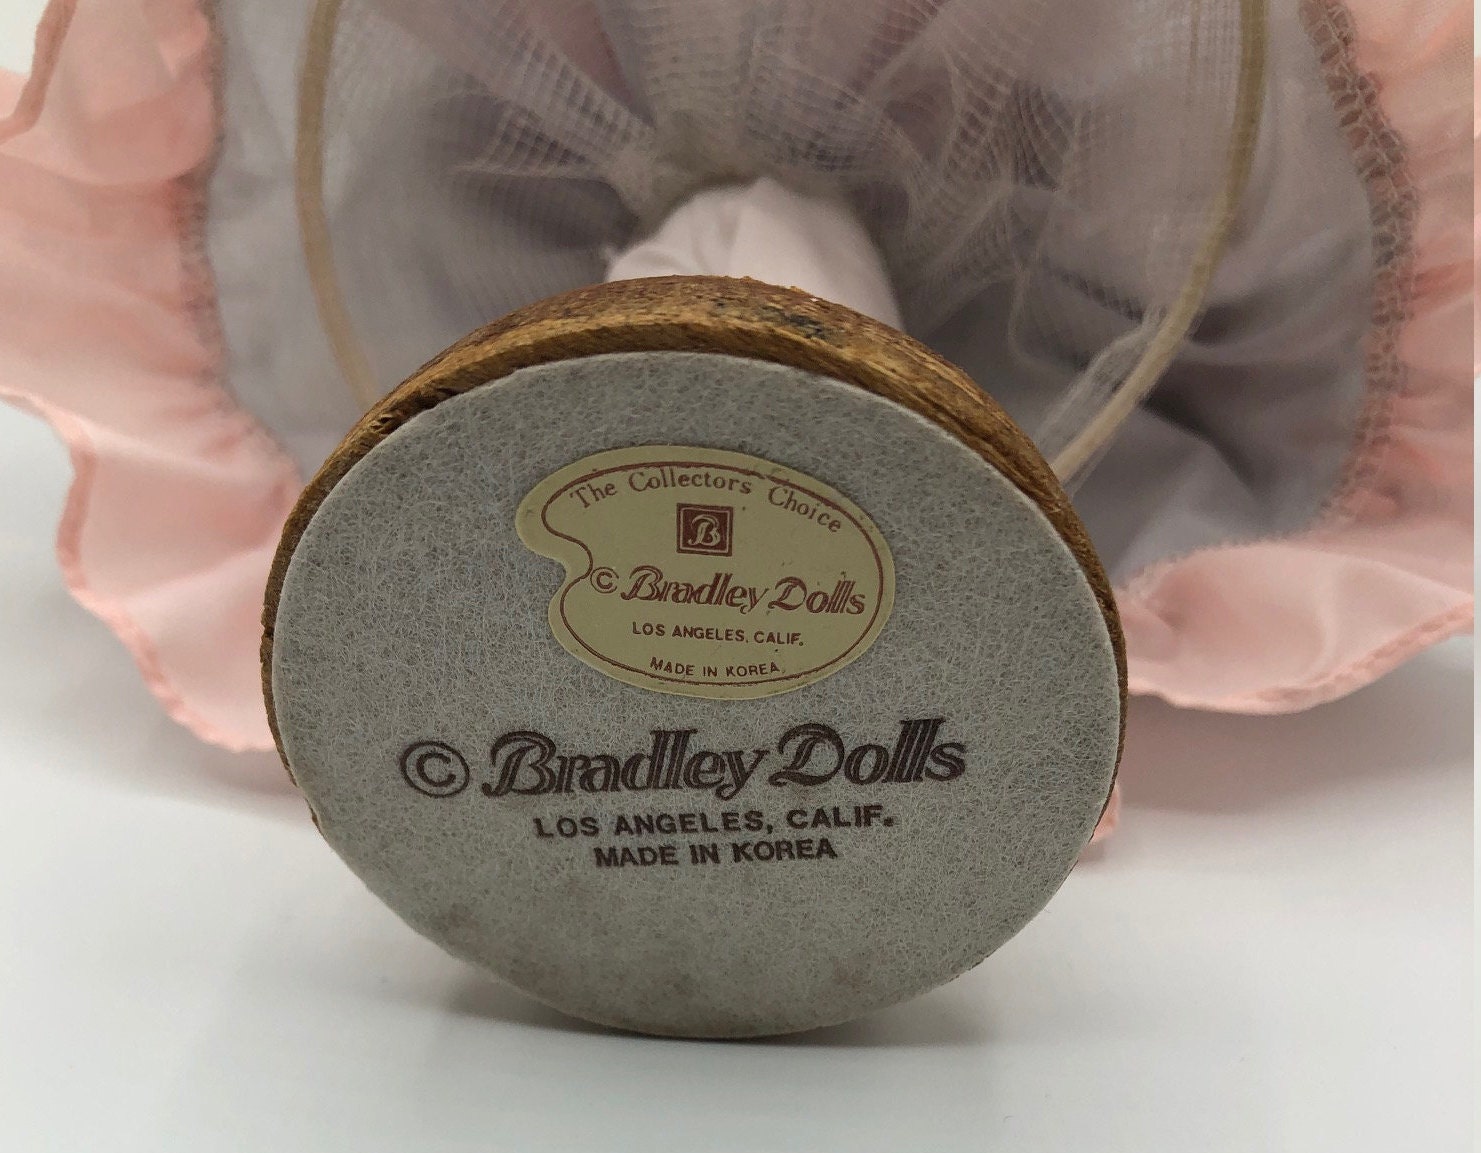 The Collectors Choice
B
© Bradley Dolls
LOS ANGELES, CALIF.
MADE IN KOREA
© Bradley Dolls
LOS ANGELES, CALIF.
MADE IN KOREA